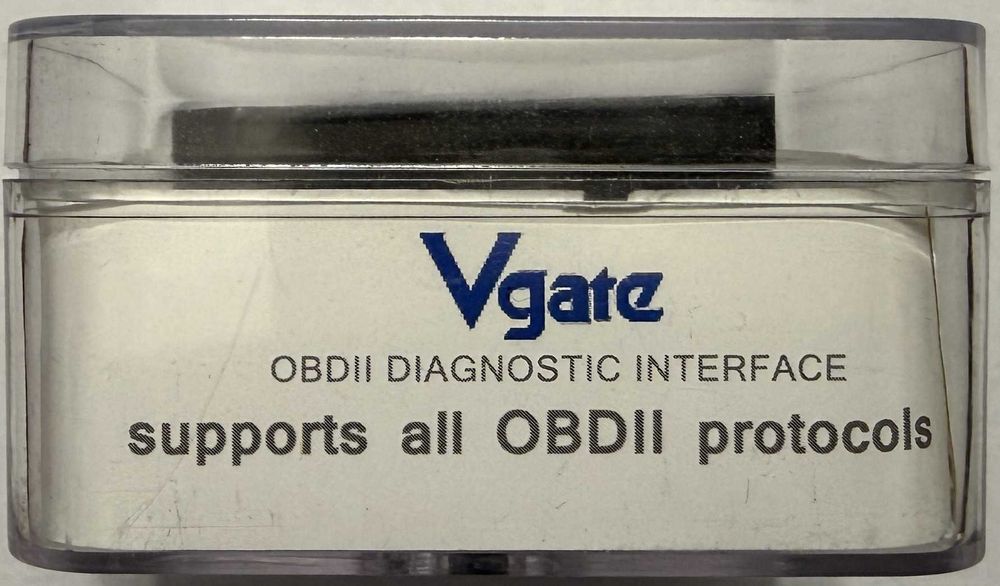 Vgate
OBDII DIAGNOSTIC INTERFACE
supports all OBDII protocols